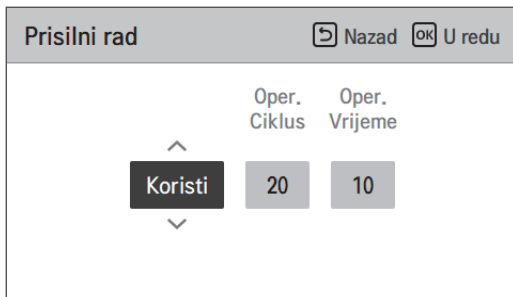 Prisilni rad Nazad OK U redu
Oper. Oper.
Ciklus Vrijeme
Koristi 20 10